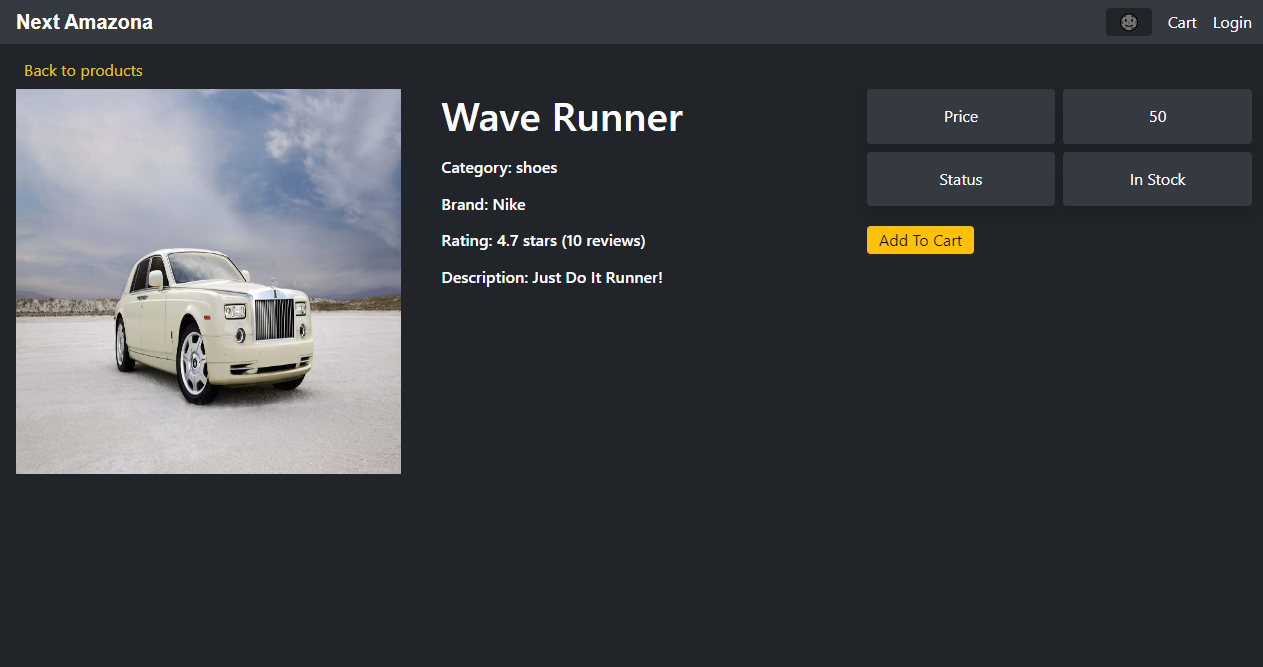 Next Amazona
Cart
Login
Back to products
Wave Runner
Category: shoes
Brand: Nike
Rating: 4.7 stars (10 reviews)
Description: Just Do It Runner!
Price
50
Status
In Stock
Add To Cart